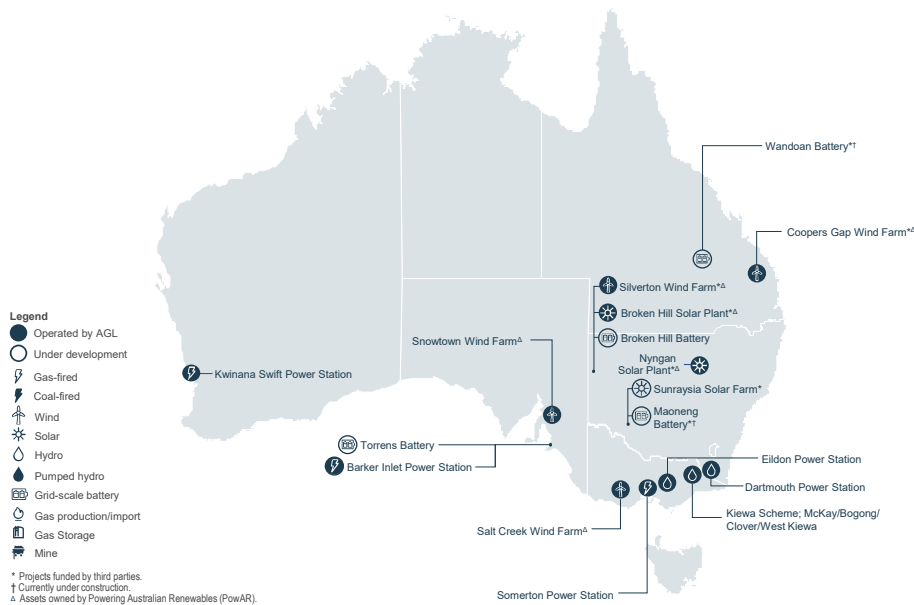 Wandoan Battery*†
Coopers Gap Wind Farm*Δ
Silverton Wind Farm*Δ
Broken Hill Solar Plant*Δ
Broken Hill Battery
Nyngan
Solar Plant*Δ
Sunraysia Solar Farm*
Maoneng
Battery*†
Snowtown Wind FarmΔ
Kwinana Swift Power Station
Torrens Battery
Barker Inlet Power Station
Eildon Power Station
Dartmouth Power Station
Kiewa Scheme; McKay/Bogong/
Clover/West Kiewa
Salt Creek Wind FarmΔ
Somerton Power Station
Legend
Operated by AGL
Under development
Gas-fired
Coal-fired
Wind
Solar
Hydro
Pumped hydro
Grid-scale battery
Gas production/import
Gas Storage
Mine
* Projects funded by third parties.
† Currently under construction.
Δ Assets owned by Powering Australian Renewables (PowAR).